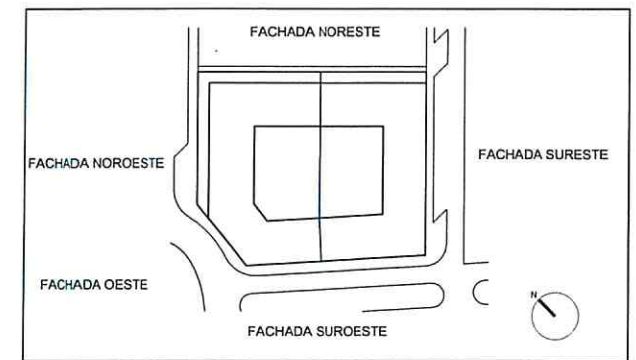 FACHADA NORESTE
FACHADA NOROESTE
FACHADA SURESTE
FACHADA OESTE
N
FACHADA SUROESTE